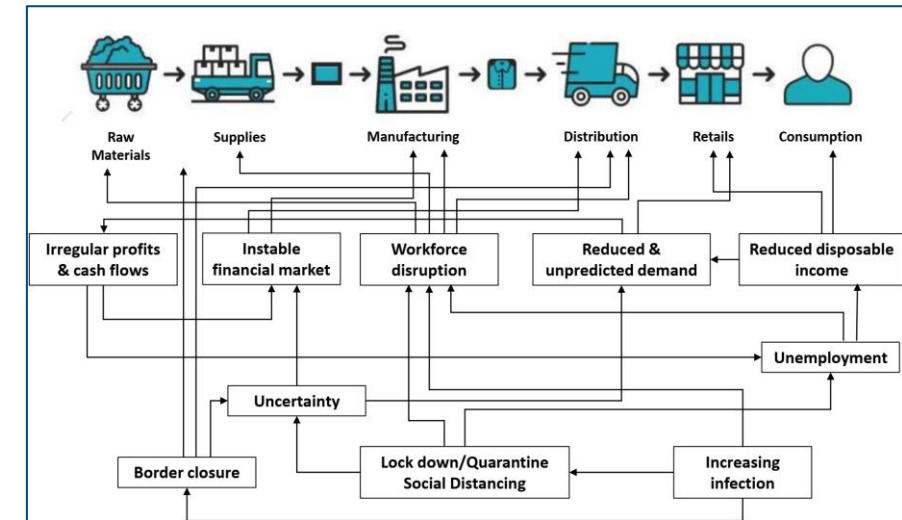 Raw
Materials
Supplies
Manufacturing
Distribution
Retails
Consumption
Irregular profits
& cash flows
Instable
financial market
Workforce
disruption
Reduced &
unpredicted demand
Reduced disposable
income
Unemployment
Uncertainty
Border closure
Lock down/Quarantine
Social Distancing
Increasing
infection